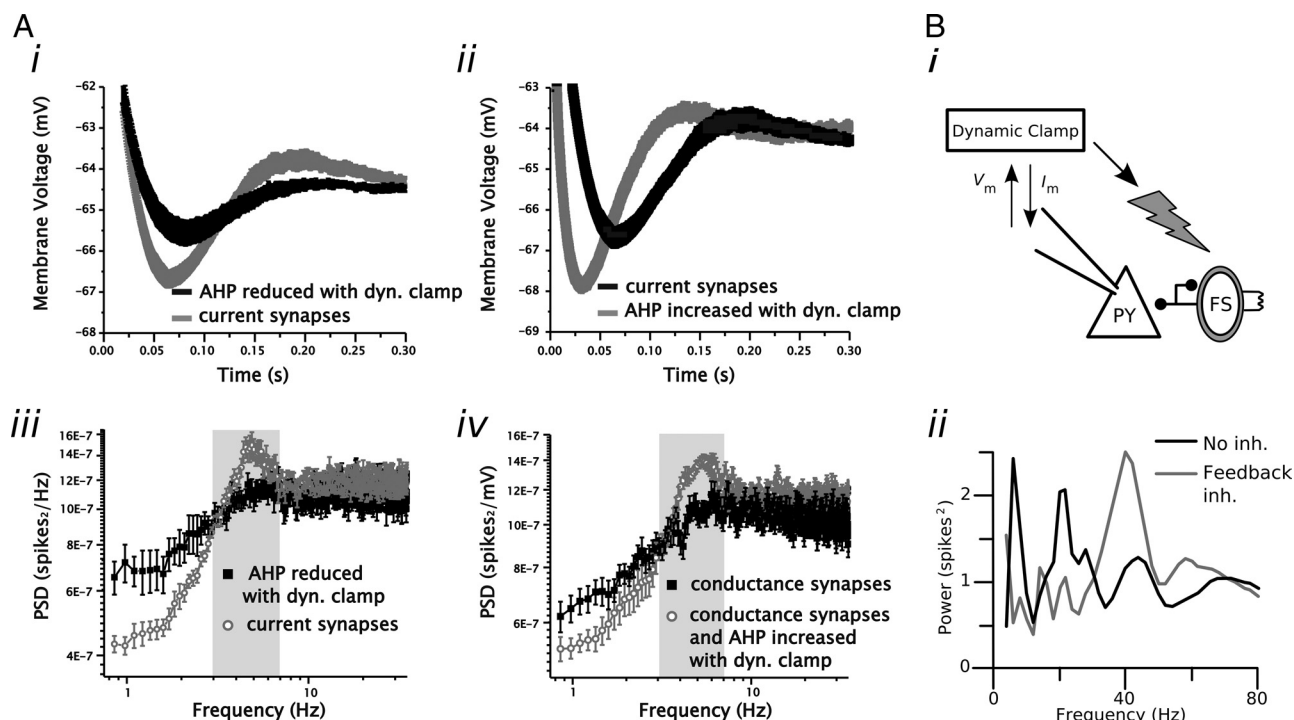 A
i
Membrane Voltage (mV)
−62
−63
−64
−65
−66
−67
−68
0.00 0.05 0.10 0.15 0.20 0.25 0.30
Time (s)
AHP reduced with dyn. clamp
current synapses
ii
Membrane Voltage (mV)
−63
−64
−65
−66
−67
−68
−69
0.00 0.05 0.10 0.15 0.20 0.25 0.30
Time (s)
current synapses
AHP increased with dyn. clamp
iii
PSD (spikes₂/Hz)
16E-7
14E-7
12E-7
10E-7
8E-7
6E-7
4E-7
1 10
Frequency (Hz)
AHP reduced
with dyn. clamp
current synapses
iv
PSD (spikes₂/mV)
16E-7
14E-7
12E-7
10E-7
8E-7
6E-7
1 10
Frequency (Hz)
conductance synapses
conductance synapses
and AHP increased
with dyn. clamp
B
i
Dynamic Clamp
Vm
Im
PY
FS
ii
No inh.
Feedback
inh.
Power (spikes²)
2
1
0
0 40 80
Frequency (Hz)